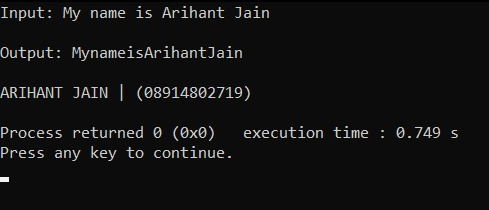 Input: My name is Arihant Jain
Output: MynameisArihantJain
ARIHANT JAIN | (08914802719)
Process returned 0 (0x0)   execution time : 0.749 s
Press any key to continue.